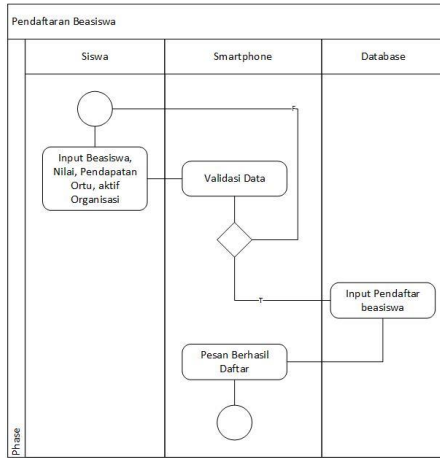 Pendaftaran Beasiswa
Siswa
Smartphone
Database
F
Input Beasiswa,
Nilai, Pendapatan
Ortu, aktif
Organisasi
Validasi Data
T
Input Pendaftar
beasiswa
Pesan Berhasil
Daftar
Phase